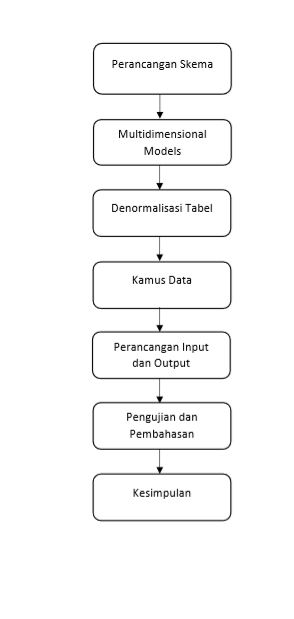 Perancangan Skema
Multidimensional
Models
Denormalisasi Tabel
Kamus Data
Perancangan Input
dan Output
Pengujian dan
Pembahasan
Kesimpulan